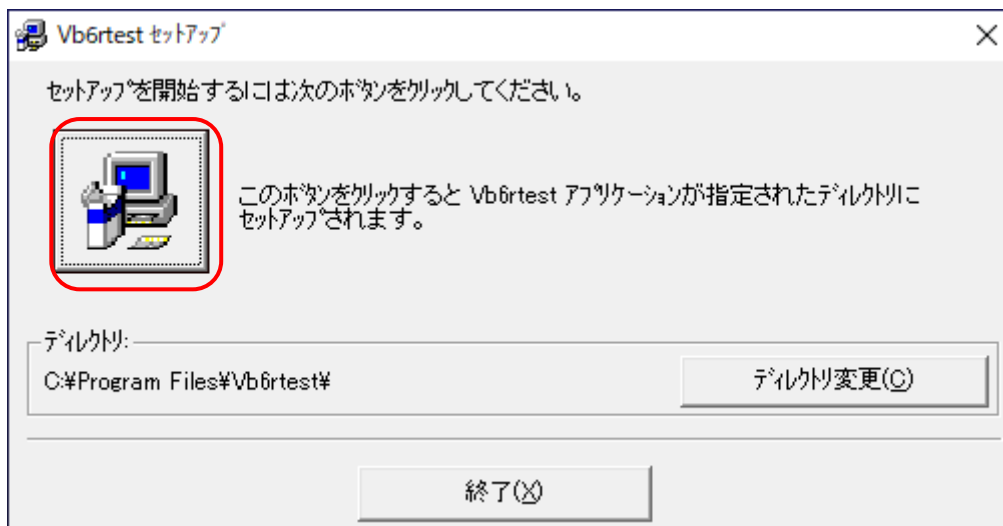 Vb6rtest セットアップ
セットアップを開始するには次のボタンをクリックしてください。
このボタンをクリックすると Vb6rtest アプリケーションが指定されたディレクトリに
セットアップされます。
ディレクトリ:
C:¥Program Files¥Vb6rtest¥
ディレクトリ変更(C)
終了(X)